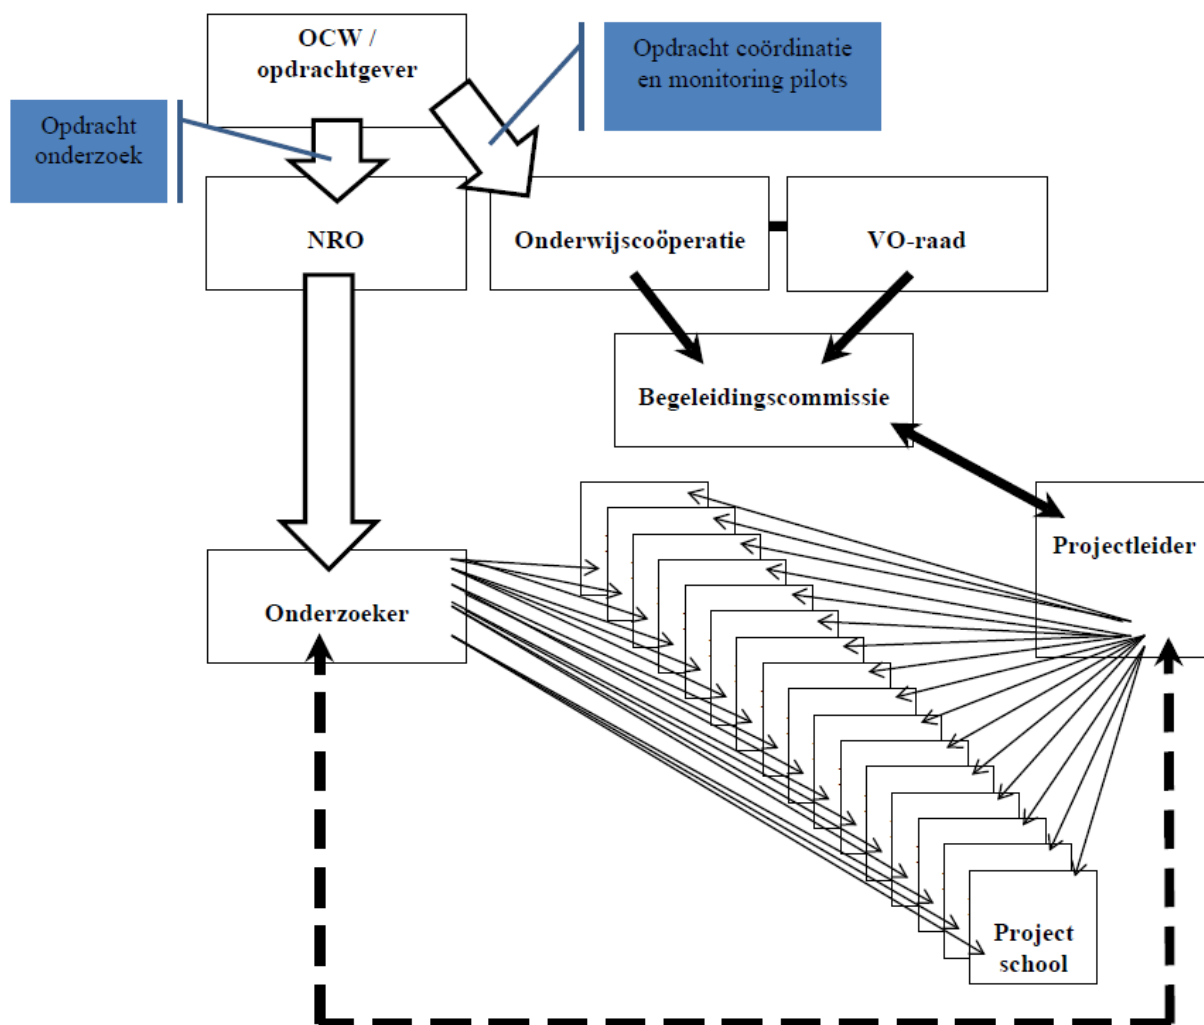 OCW /
opdrachtgever
Opdracht coördinatie
en monitoring pilots
Opdracht
onderzoek
NRO
Onderwijscoöperatie
VO-raad
Begeleidingscommissie
Projectleider
Onderzoeker
Project
school